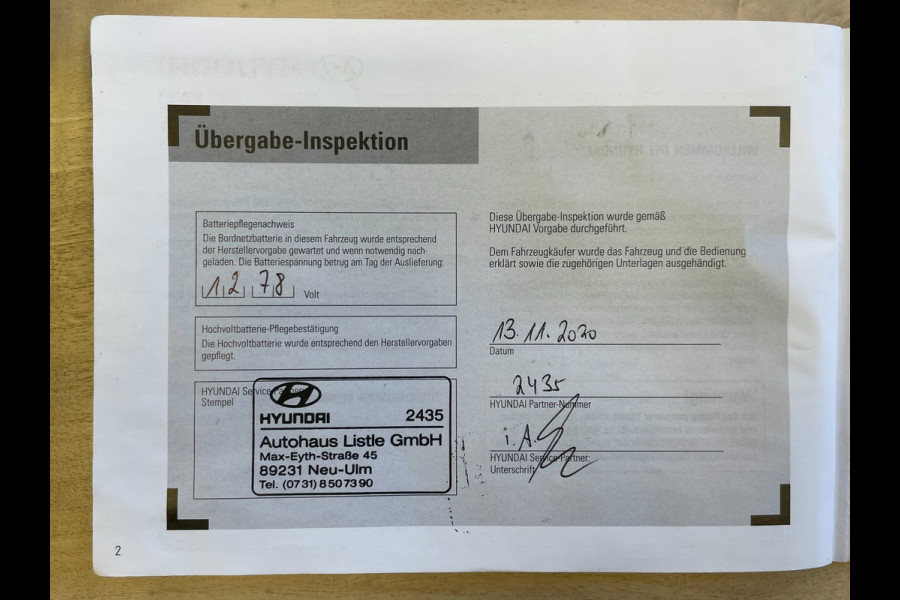 Übergabe-Inspektion
Batteriepflegenachweis
Die Bordnetzbatterie in diesem Fahrzeug wurde entsprechend
der Herstellervorgabe gewartet und wenn notwendig nach-
geladen. Die Batteriespannung betrug am Tag der Auslieferung:
12 78 Volt
Hochvoltbatterie-Pflegebestätigung
Die Hochvoltbatterie wurde entsprechend den Herstellervorgaben
gepflegt.
HYUNDAI Service-Partner-
Stempel
HYUNDAI 2435
Autohaus Listle GmbH
Max-Eyth-Straße 45
89231 Neu-Ulm
Tel. (0731) 8507390
Diese Übergabe-Inspektion wurde gemäß
HYUNDAI Vorgabe durchgeführt.
Dem Fahrzeugkäufer wurde das Fahrzeug und die Bedienung
erklärt sowie die zugehörigen Unterlagen ausgehändigt.
13.11.2020
Datum
2435
HYUNDAI Partner-Nummer
i.A.
HYUNDAI Service-Partner
Unterschrift
2